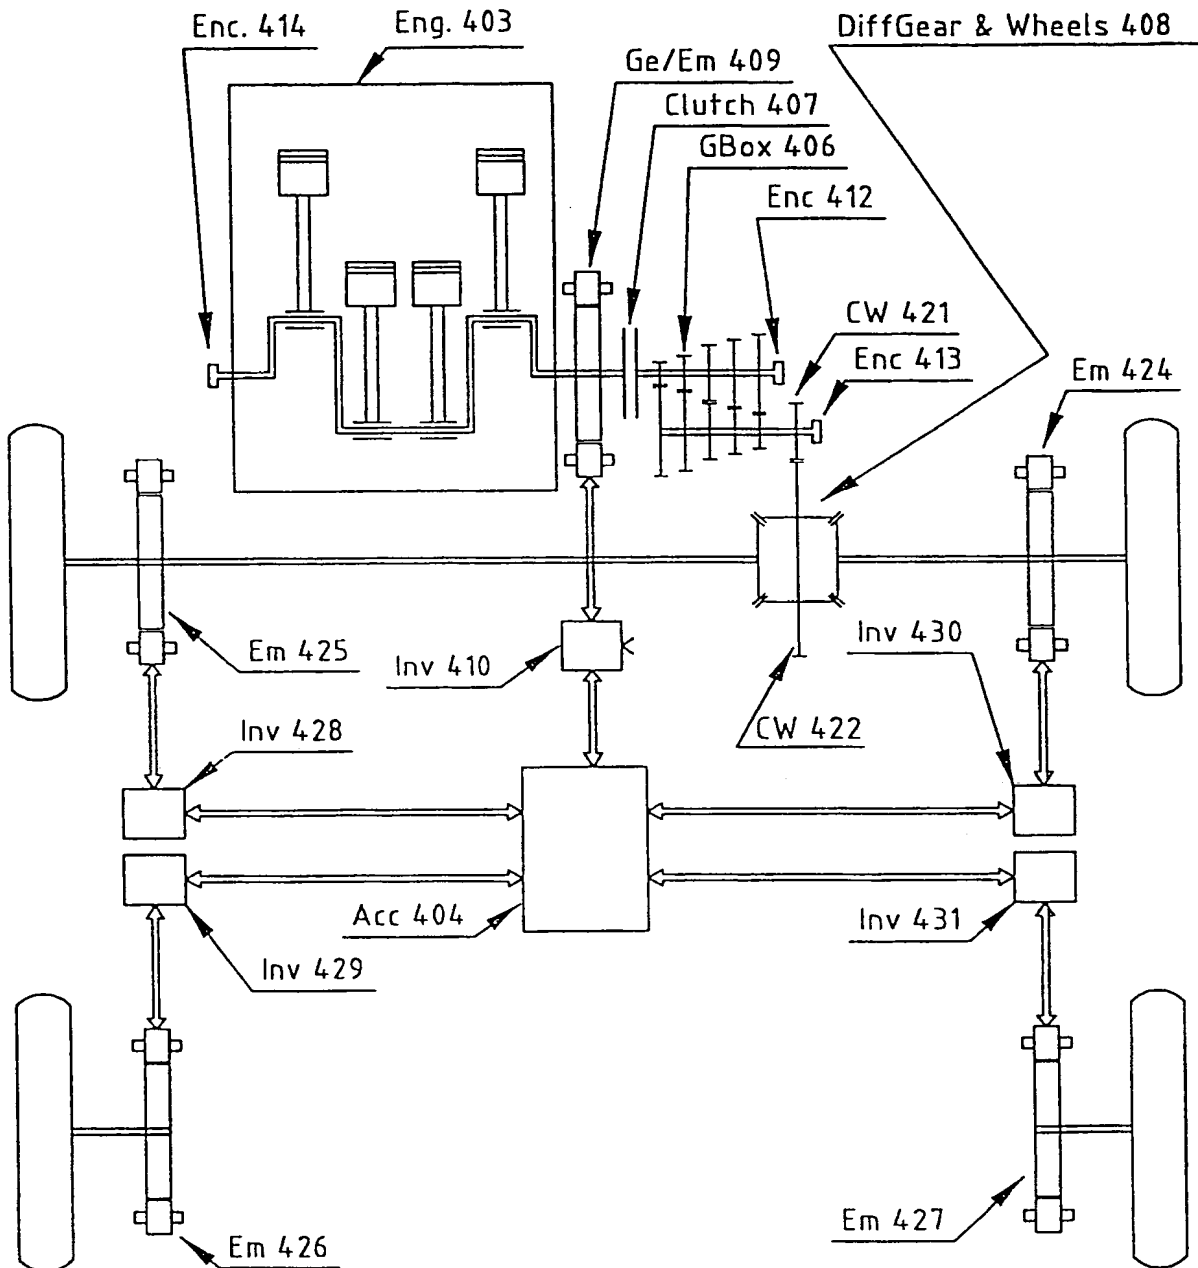 Enc. 414
Eng. 403
DiffGear & Wheels 408
Ge/Em 409
Clutch 407
GBox 406
Enc 412
CW 421
Enc 413
Em 424
Em 425
Inv 410
Inv 430
Inv 428
CW 422
Acc 404
Inv 431
Inv 429
Em 427
Em 426